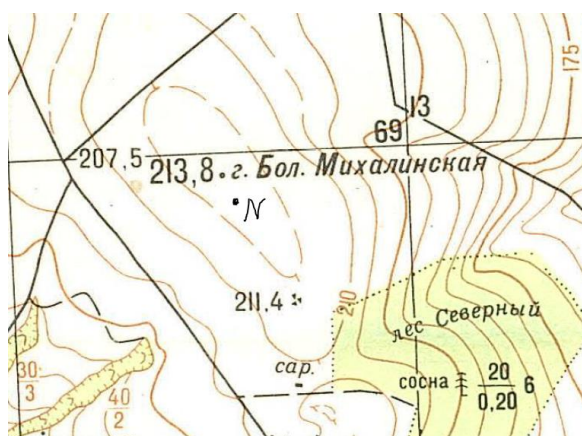 175
13
69
207,5
213,8 г. Бол. Михалинская
N
211,4
210
лес Северный
сар.
сосна 20/0,20 6
30/3
40/2